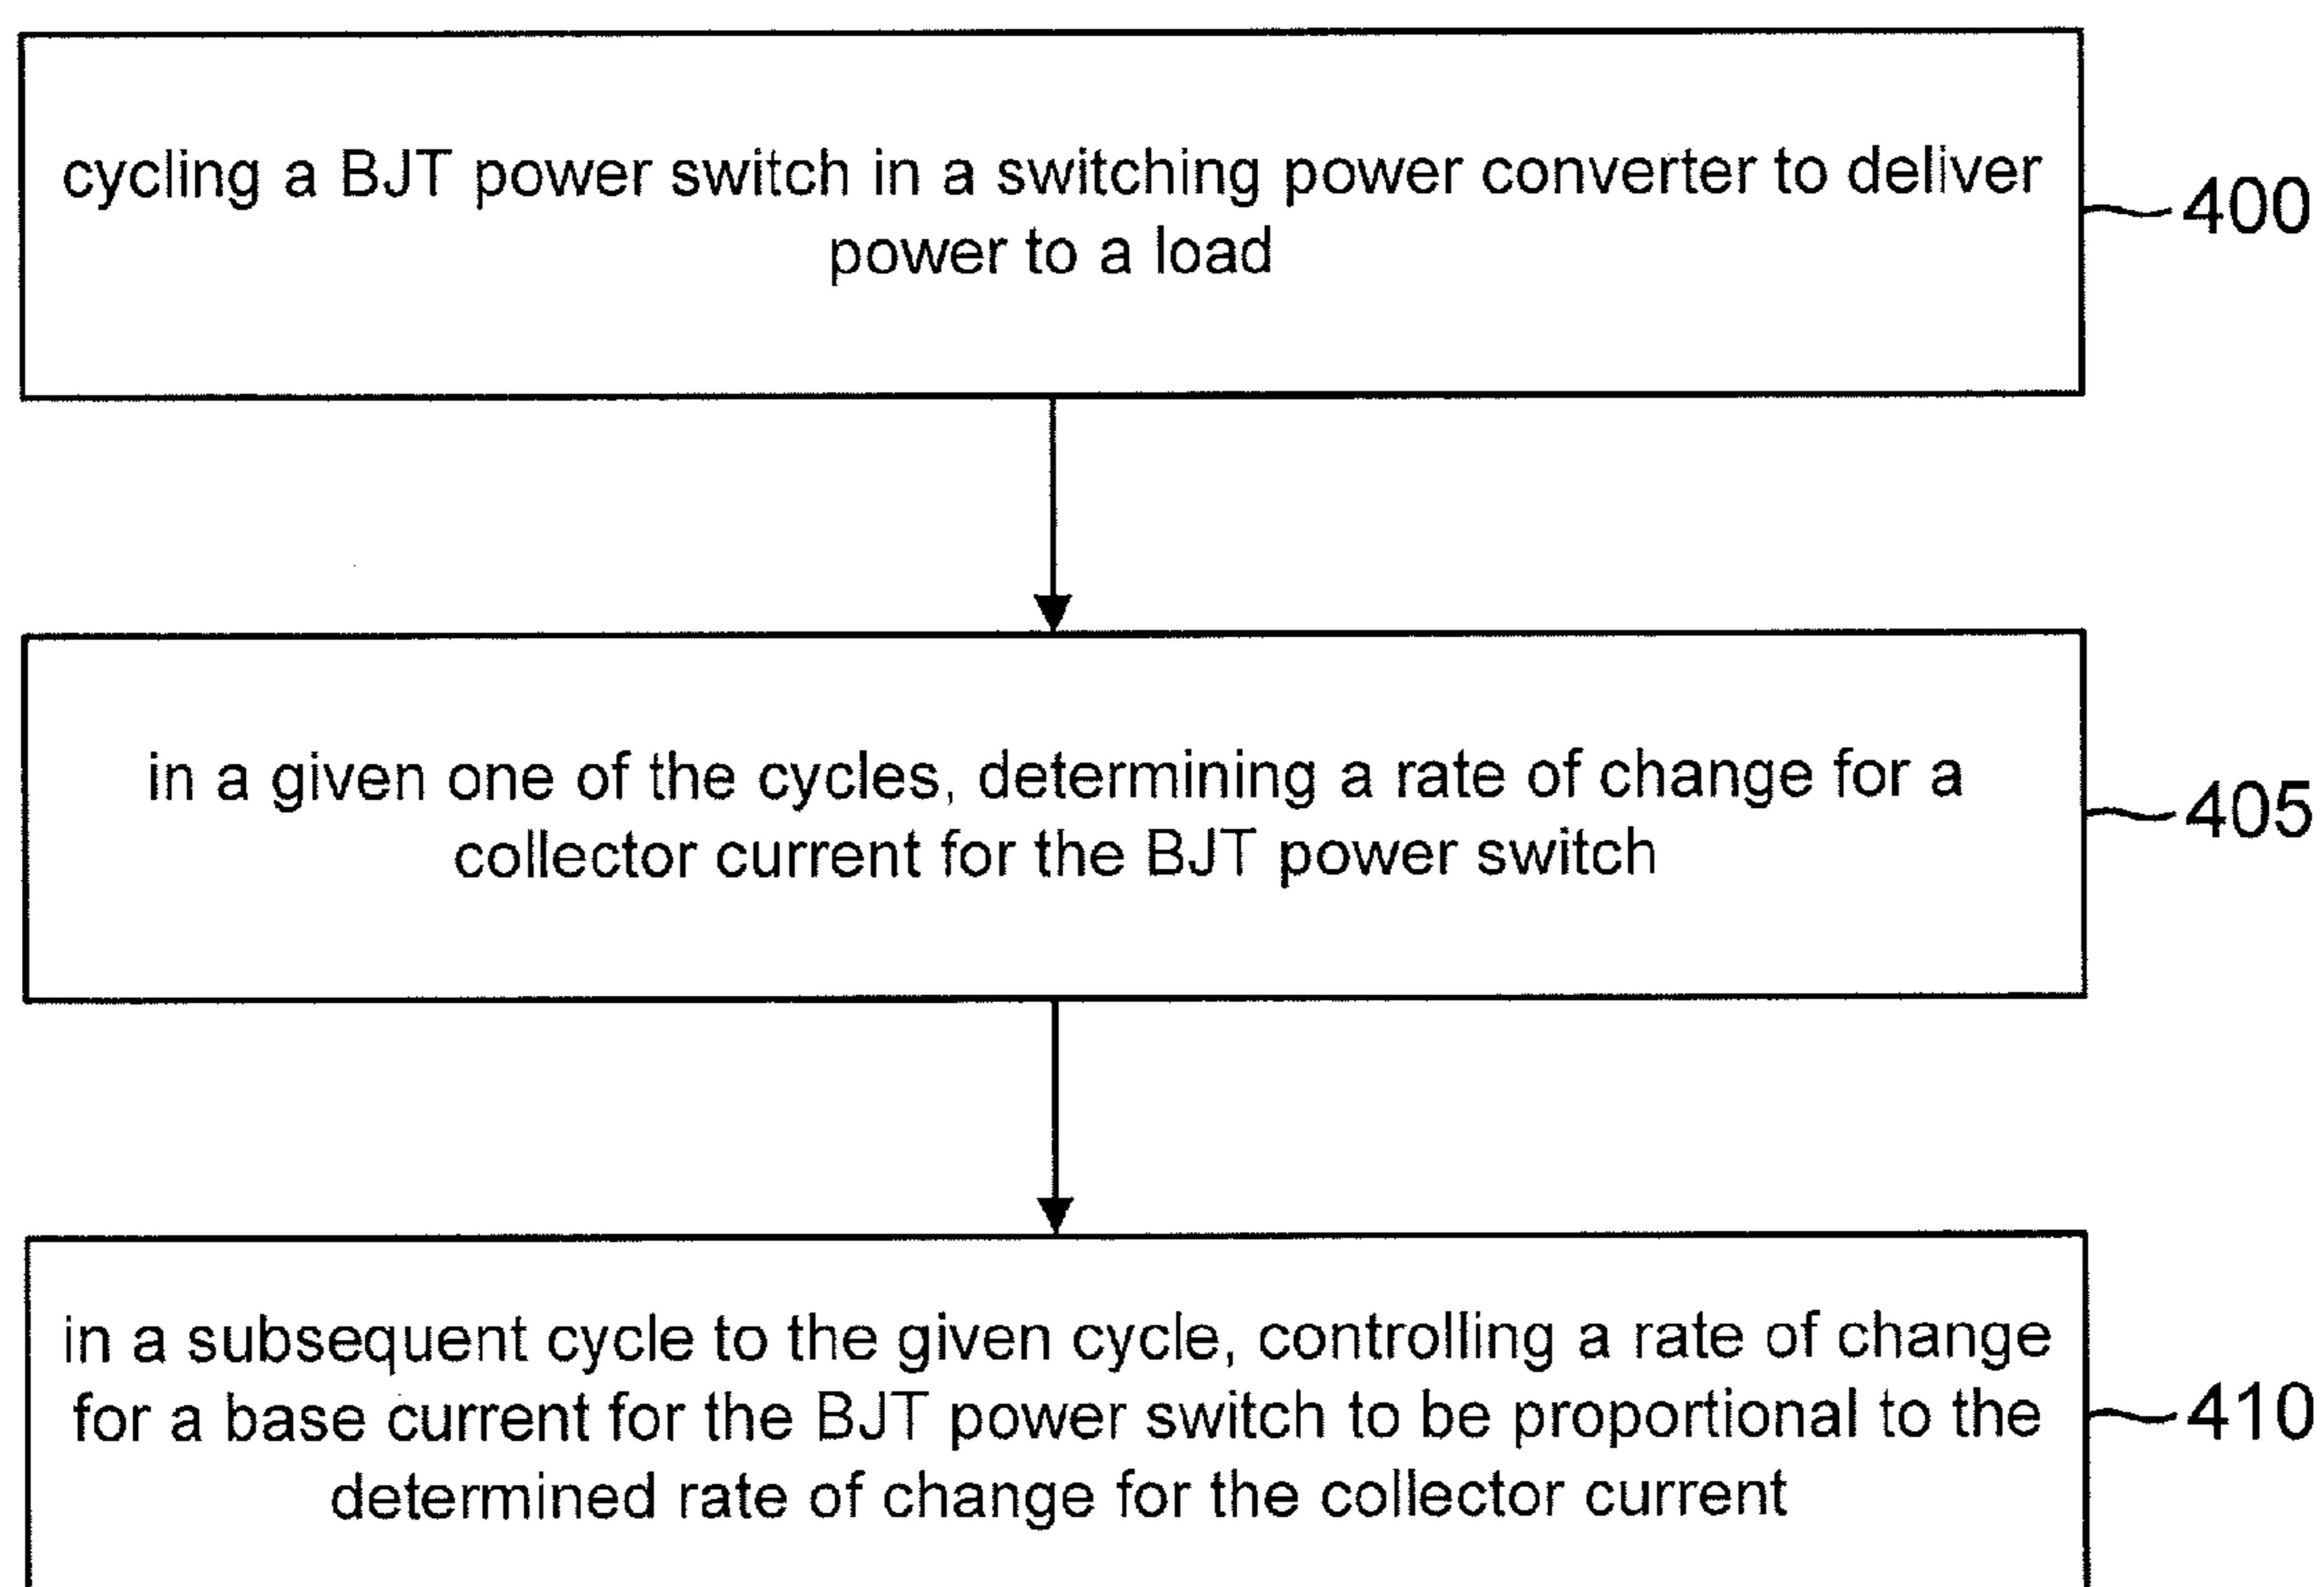 cycling a BJT power switch in a switching power converter to deliver
power to a load
400
in a given one of the cycles, determining a rate of change for a
collector current for the BJT power switch
405
in a subsequent cycle to the given cycle, controlling a rate of change
for a base current for the BJT power switch to be proportional to the
determined rate of change for the collector current
410